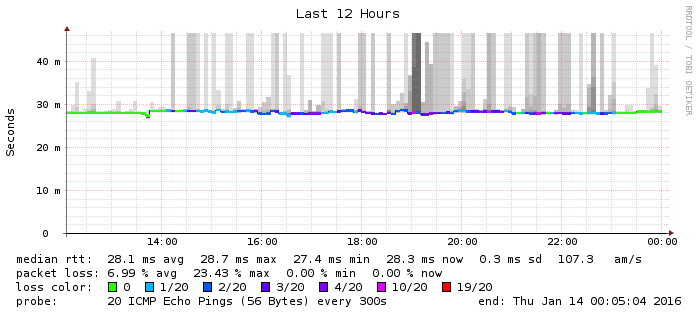 Last 12 Hours
RRDTOOL / TOBI OETIKER
Seconds
40 m
30 m
20 m
10 m
0
14:00 16:00 18:00 20:00 22:00 00:00
median rtt: 28.1 ms avg 28.7 ms max 27.4 ms min 28.3 ms now 0.3 ms sd 107.3 am/s
packet loss: 6.99 % avg 23.43 % max 0.00 % min 0.00 % now
loss color: 0 1/20 2/20 3/20 4/20 10/20 19/20
probe: 20 ICMP Echo Pings (56 Bytes) every 300s end: Thu Jan 14 00:05:04 2016